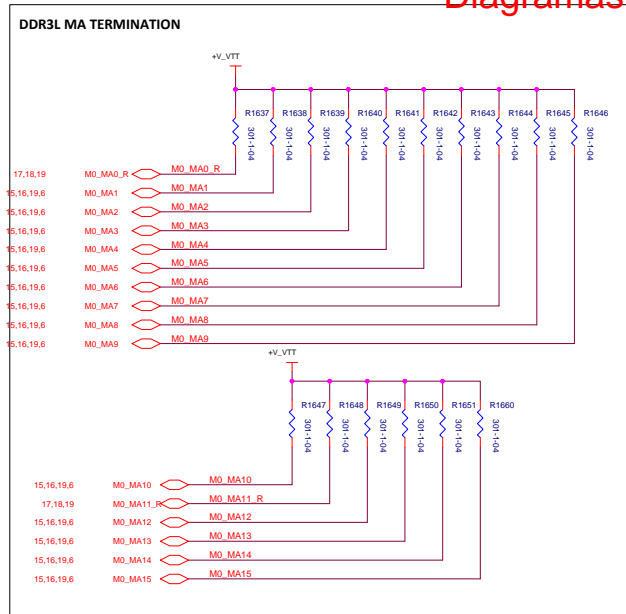 Diagramas
DDR3L MA TERMINATION
+V_VTT
R1637 R1638 R1639 R1640 R1641 R1642 R1643 R1644 R1645 R1646
301-1-04 301-1-04 301-1-04 301-1-04 301-1-04 301-1-04 301-1-04 301-1-04 301-1-04 301-1-04
17,18,19 M0_MA0_R M0_MA0_R
15,16,19,6 M0_MA1 M0_MA1
15,16,19,6 M0_MA2 M0_MA2
15,16,19,6 M0_MA3 M0_MA3
15,16,19,6 M0_MA4 M0_MA4
15,16,19,6 M0_MA5 M0_MA5
15,16,19,6 M0_MA6 M0_MA6
15,16,19,6 M0_MA7 M0_MA7
15,16,19,6 M0_MA8 M0_MA8
15,16,19,6 M0_MA9 M0_MA9
+V_VTT
R1647 R1648 R1649 R1650 R1651 R1660
301-1-04 301-1-04 301-1-04 301-1-04 301-1-04 301-1-04
15,16,19,6 M0_MA10 M0_MA10
17,18,19 M0_MA11_R M0_MA11_R
15,16,19,6 M0_MA12 M0_MA12
15,16,19,6 M0_MA13 M0_MA13
15,16,19,6 M0_MA14 M0_MA14
15,16,19,6 M0_MA15 M0_MA15